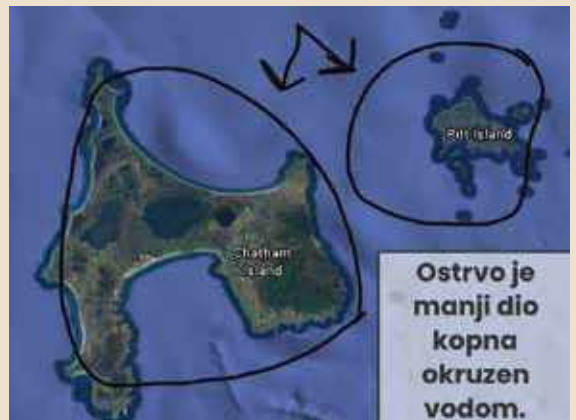 Pitt Island
Chatham
Island
Ostrvo je
manji dio
kopna
okruzen
vodom.